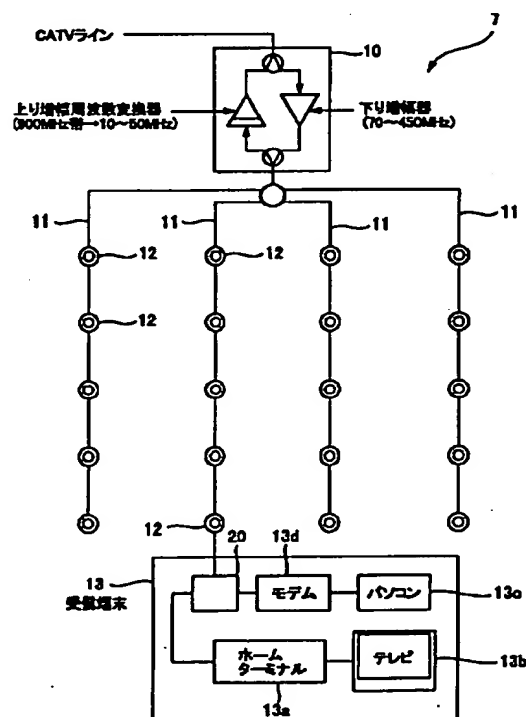 CATVライン
10
7
上り増幅周波数変換器
(900MHz帯→10~50MHz)
下り増幅器
(70~450MHz)
11
11
11
11
12
12
12
12
20
13d
13
受信端末
モデム
パソコン
13c
ホーム
ターミナル
テレビ
13b
13a